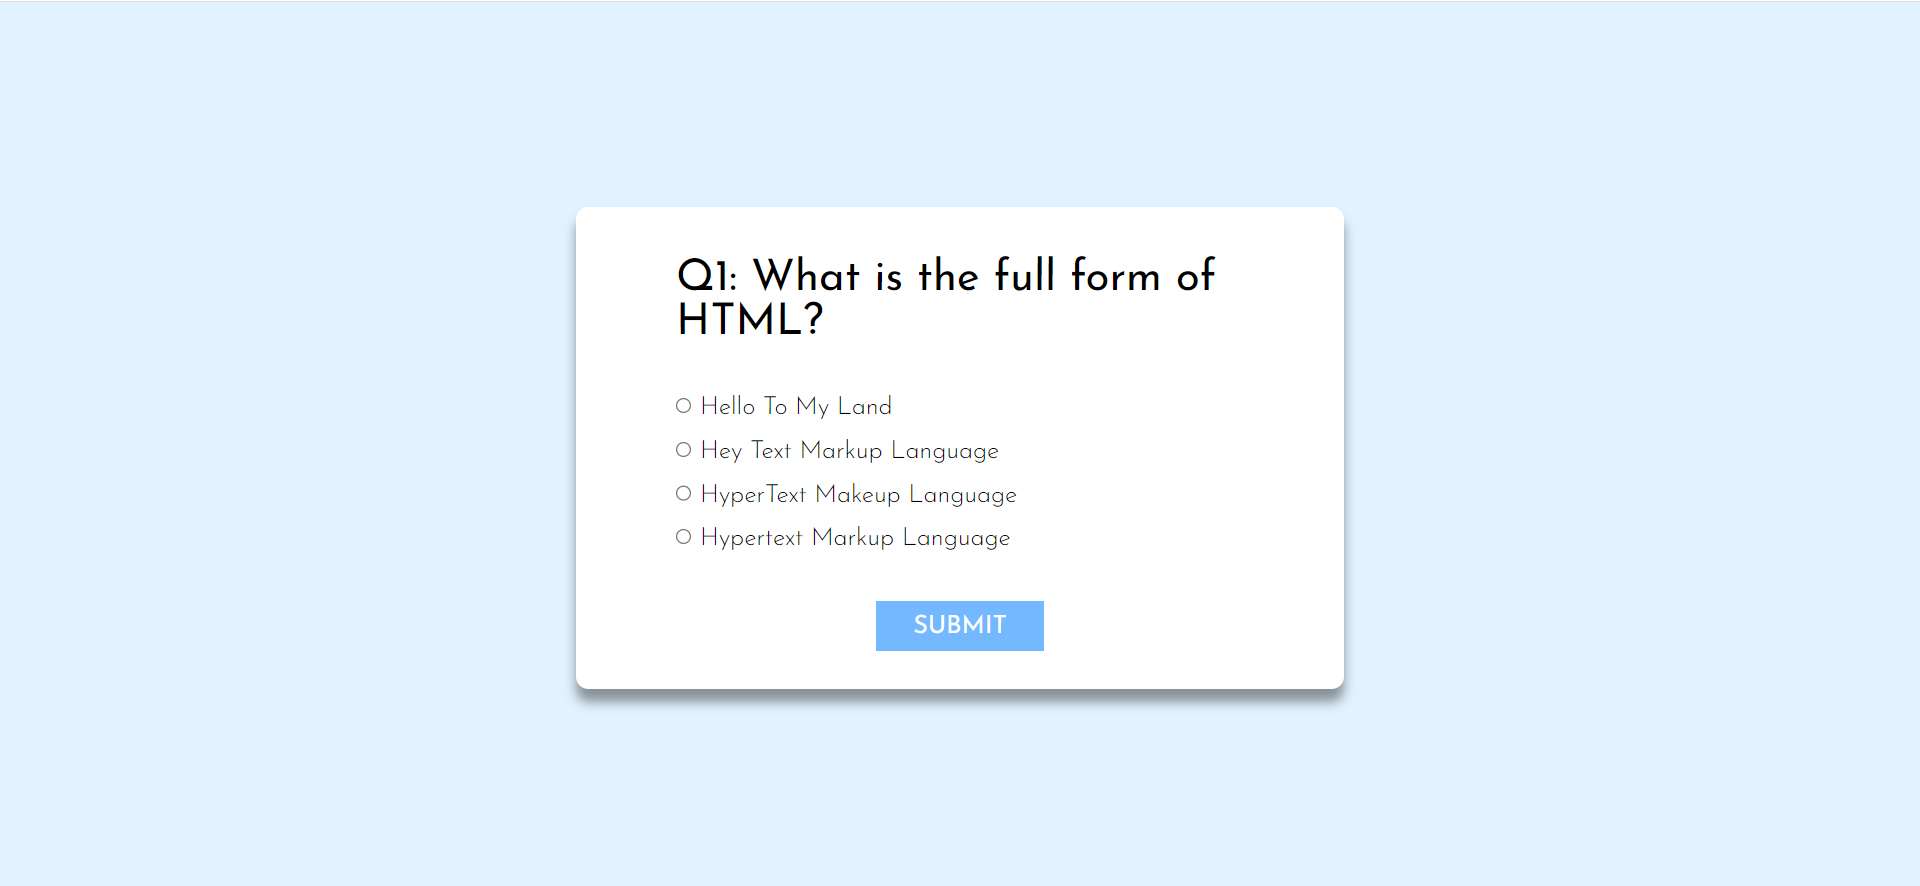 Q1: What is the full form of
HTML?
Hello To My Land
Hey Text Markup Language
HyperText Makeup Language
Hypertext Markup Language
SUBMIT